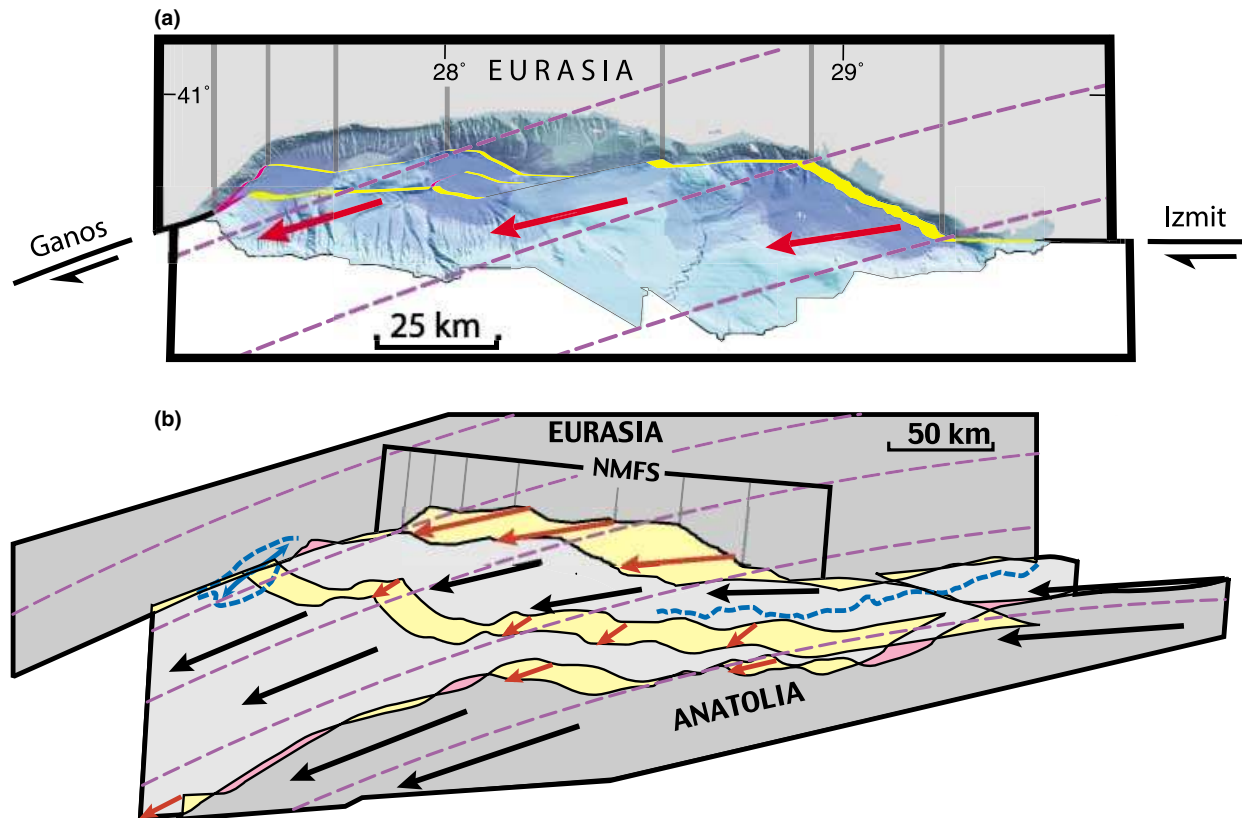 (a)
28°
EURASIA
29°
41°
Ganos
Izmit
25 km
(b)
EURASIA
50 km
NMFS
ANATOLIA